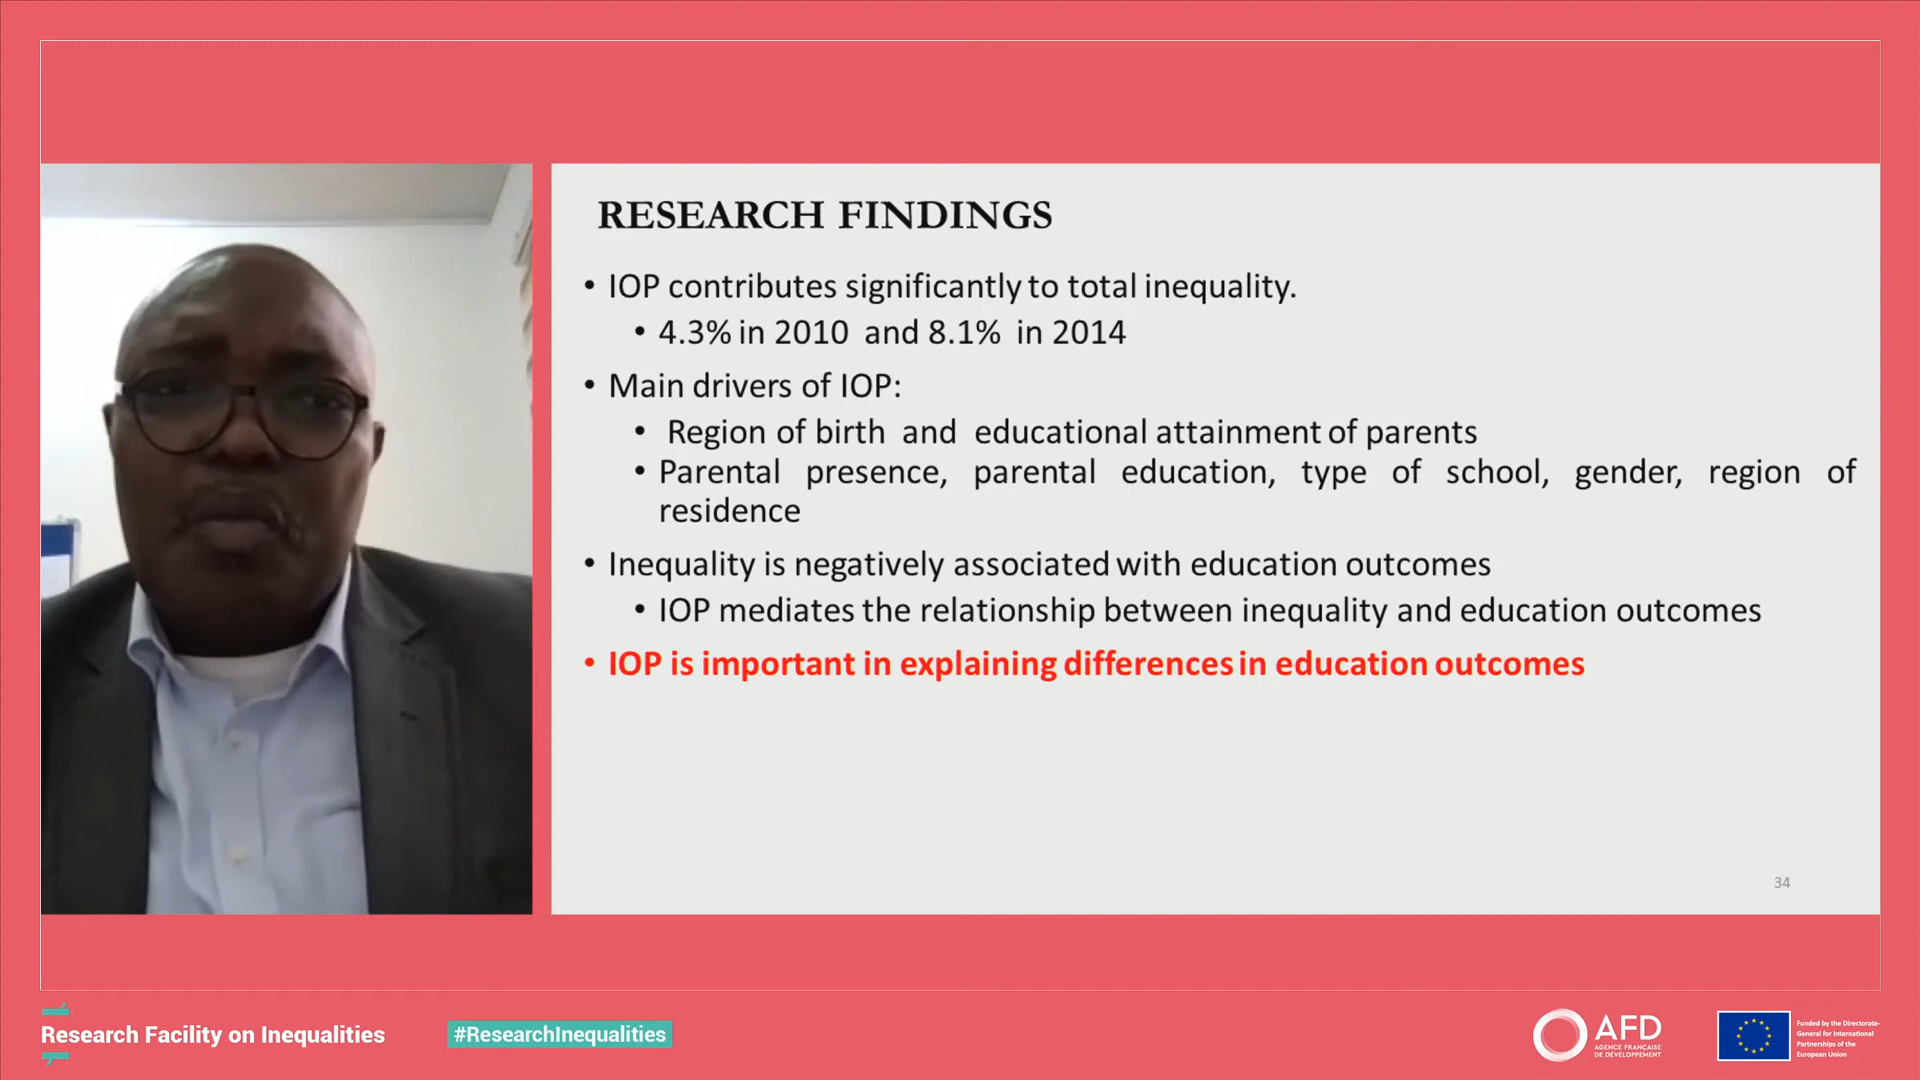 RESEARCH FINDINGS
• IOP contributes significantly to total inequality.
• 4.3% in 2010 and 8.1% in 2014
• Main drivers of IOP:
• Region of birth and educational attainment of parents
• Parental presence, parental education, type of school, gender, region of
residence
• Inequality is negatively associated with education outcomes
• IOP mediates the relationship between inequality and education outcomes
• IOP is important in explaining differences in education outcomes
34
Research Facility on Inequalities
#ResearchInequalities
AFD
AGENCE FRANÇAISE
DE DÉVELOPPEMENT
Funded by the Directorate-
General for International
Partnerships of the
European Union